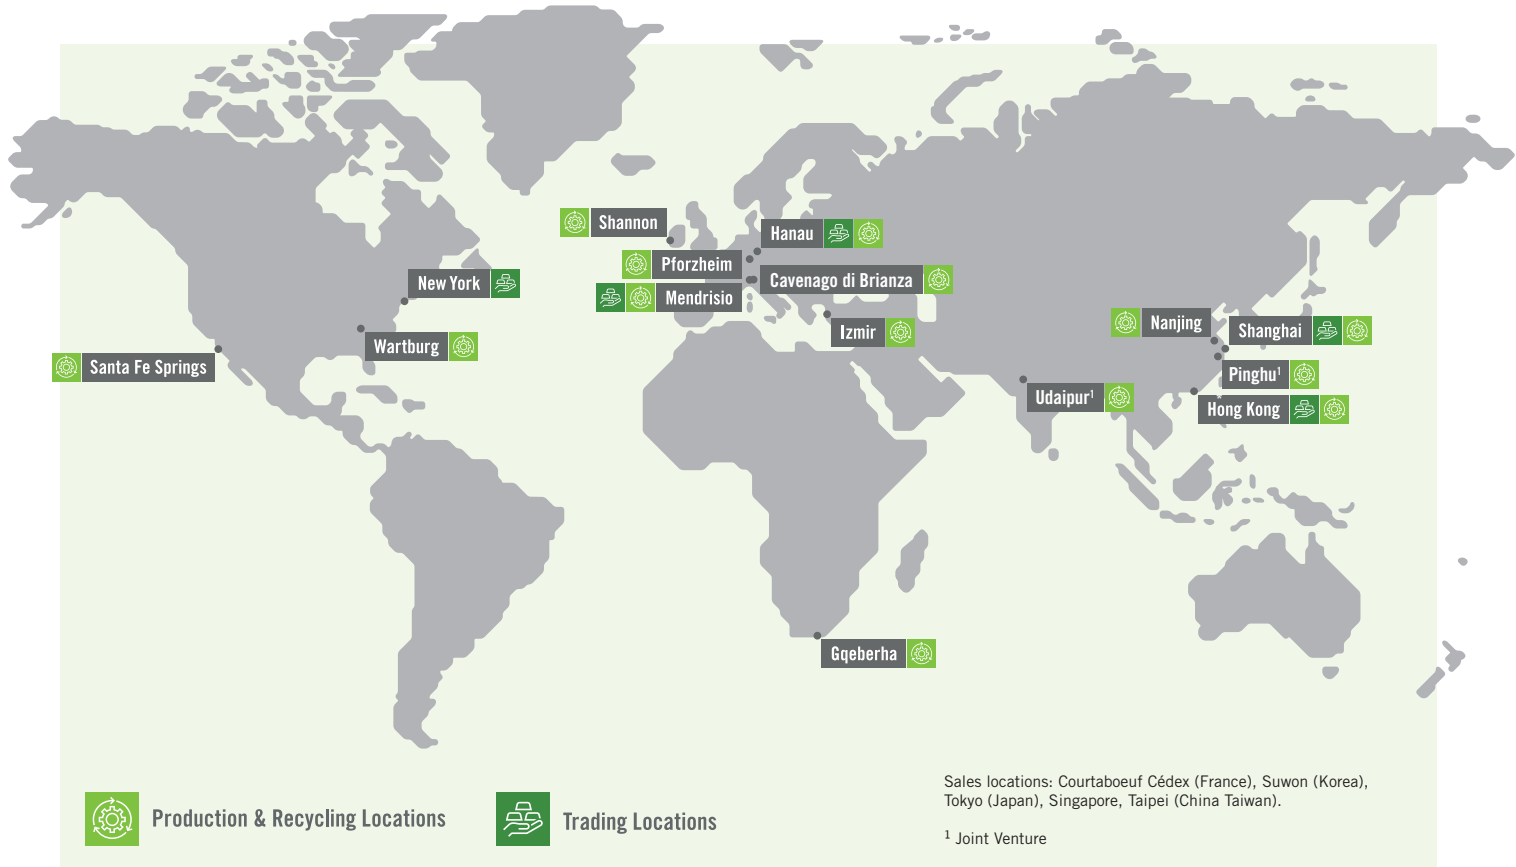 Shannon
Hanau
Pforzheim
New York
Cavenago di Brianza
Mendrisio
Izmir
Nanjing
Shanghai
Wartburg
Santa Fe Springs
Pinghu¹
Udaipur¹
Hong Kong
Gqeberha
Production & Recycling Locations
Trading Locations
Sales locations: Courtaboeuf Cédex (France), Suwon (Korea),
Tokyo (Japan), Singapore, Taipei (China Taiwan).
¹ Joint Venture